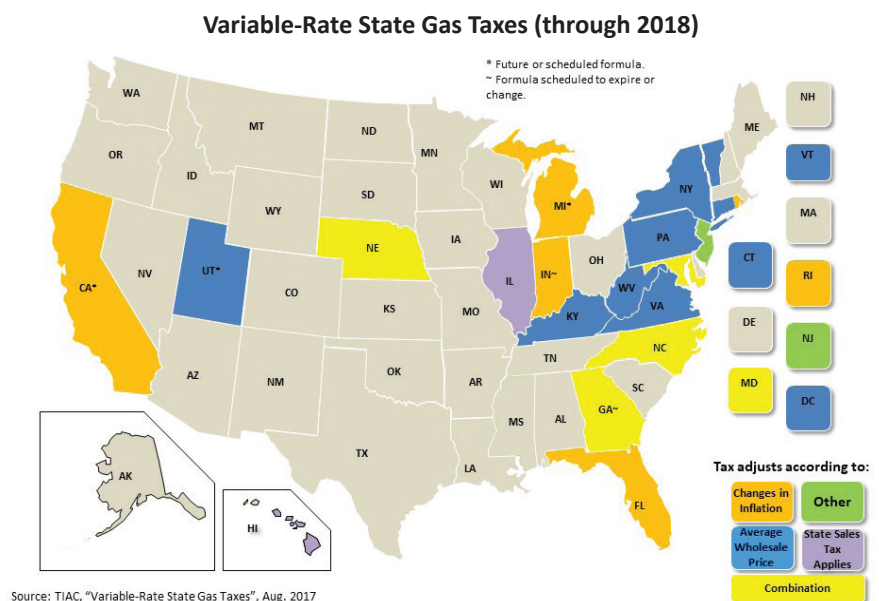 Variable-Rate State Gas Taxes (through 2018)
* Future or scheduled formula.
~ Formula scheduled to expire or
change.
WA
MT
ND
MN
ME
NH
OR
ID
SD
WI
MI*
NY
VT
WY
IA
PA
MA
NE
CA*
NV
UT*
CO
IL
IN~
OH
CT
RI
KS
MO
WV
VA
KY
DE
NJ
AZ
NM
OK
AR
TN
NC
MD
DC
SC
MS
AL
GA~
TX
LA
FL
AK
HI
Tax adjusts according to:
Changes in
Inflation
Other
Average
Wholesale
Price
State Sales
Tax
Applies
Combination
Source: TIAC, "Variable-Rate State Gas Taxes", Aug. 2017